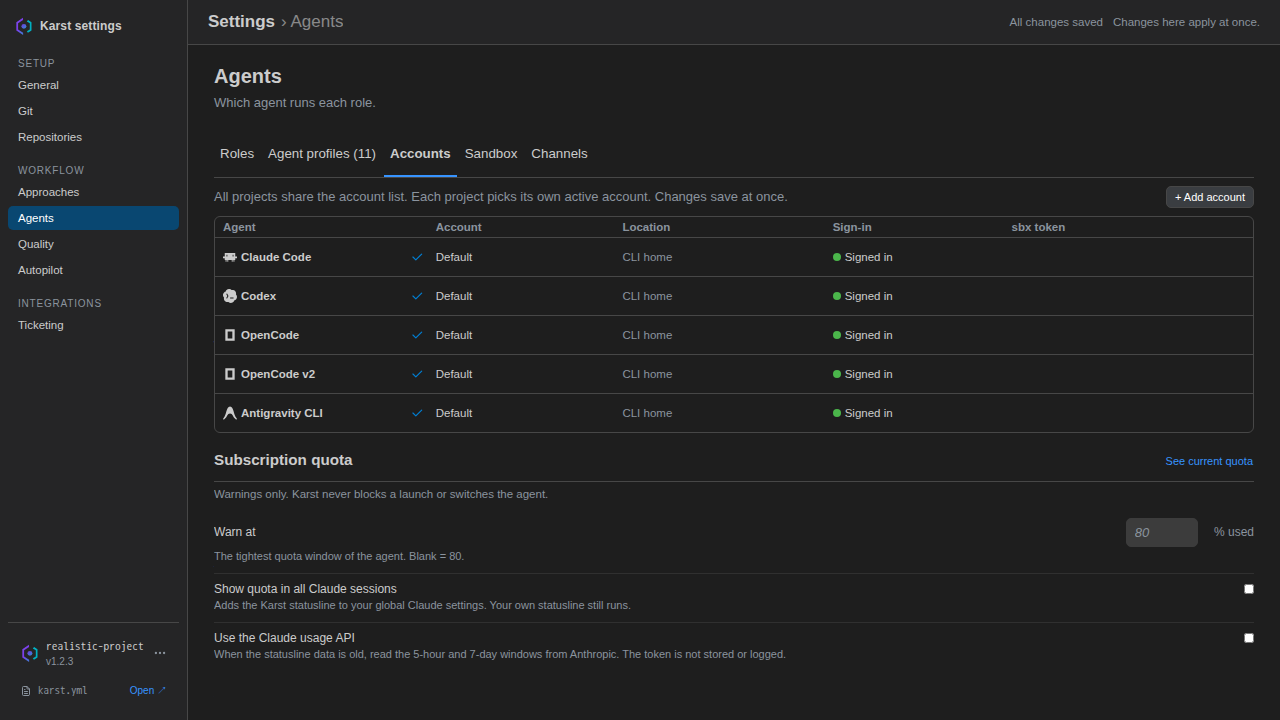 Karst settings
SETUP
General
Git
Repositories
WORKFLOW
Approaches
Agents
Quality
Autopilot
INTEGRATIONS
Ticketing
realistic-project
v1.2.3
karst.yml
Open ↗
Settings › Agents
All changes saved Changes here apply at once.
Agents
Which agent runs each role.
Roles Agent profiles (11) Accounts Sandbox Channels
All projects share the account list. Each project picks its own active account. Changes save at once.
+ Add account
Agent Account Location Sign-in sbx token
Claude Code ✓ Default CLI home Signed in
Codex ✓ Default CLI home Signed in
OpenCode ✓ Default CLI home Signed in
OpenCode v2 ✓ Default CLI home Signed in
Antigravity CLI ✓ Default CLI home Signed in
Subscription quota
See current quota
Warnings only. Karst never blocks a launch or switches the agent.
Warn at
80 % used
The tightest quota window of the agent. Blank = 80.
Show quota in all Claude sessions
Adds the Karst statusline to your global Claude settings. Your own statusline still runs.
Use the Claude usage API
When the statusline data is old, read the 5-hour and 7-day windows from Anthropic. The token is not stored or logged.